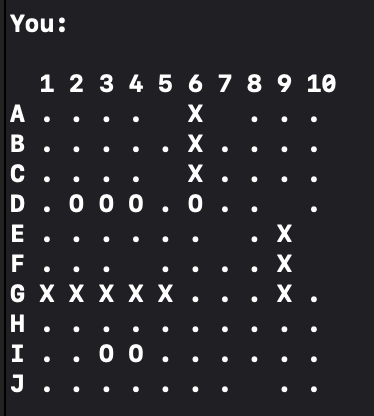 You:
  1 2 3 4 5 6 7 8 9 10
A . . . .   X   . . .
B . . . . . X . . . .
C . . . .   X . . . .
D . O O O . O . .   .
E . . . . . .   . X
F . . .   . . . . X
G X X X X X . . . X .
H . . . . . . . . . .
I . . O O . . . . . .
J . . . . . . .   . .